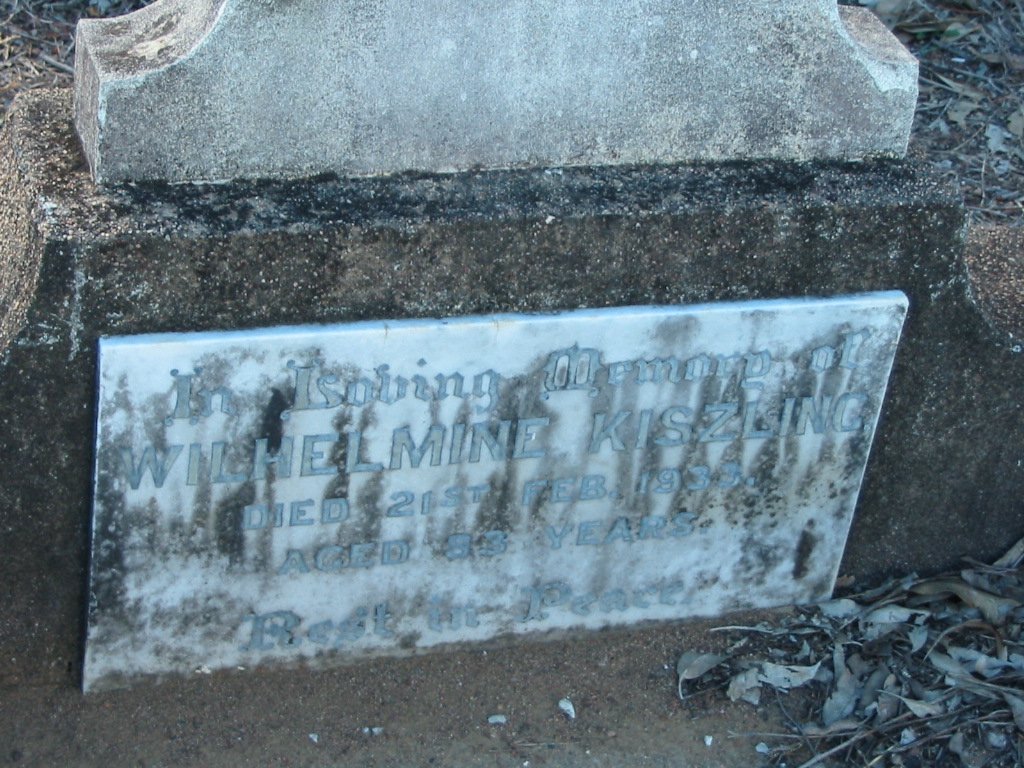 In Loving Memory of
WILHELMINE KISZLING
DIED 21ST FEB. 1933.
AGED 83 YEARS.
Rest in Peace.